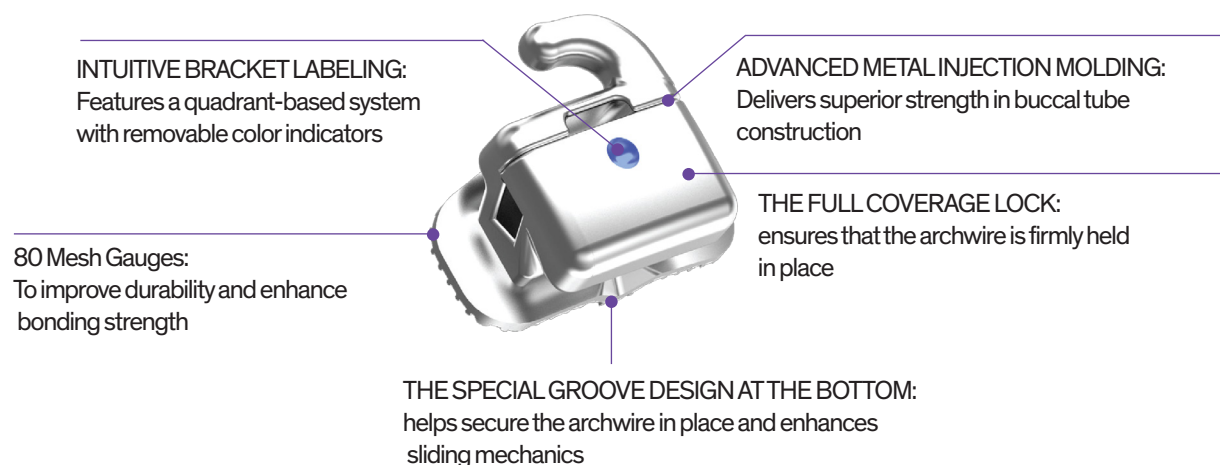 INTUITIVE BRACKET LABELING:
Features a quadrant-based system
with removable color indicators
ADVANCED METAL INJECTION MOLDING:
Delivers superior strength in buccal tube
construction
THE FULL COVERAGE LOCK:
ensures that the archwire is firmly held
in place
80 Mesh Gauges:
To improve durability and enhance
bonding strength
THE SPECIAL GROOVE DESIGN AT THE BOTTOM:
helps secure the archwire in place and enhances
sliding mechanics